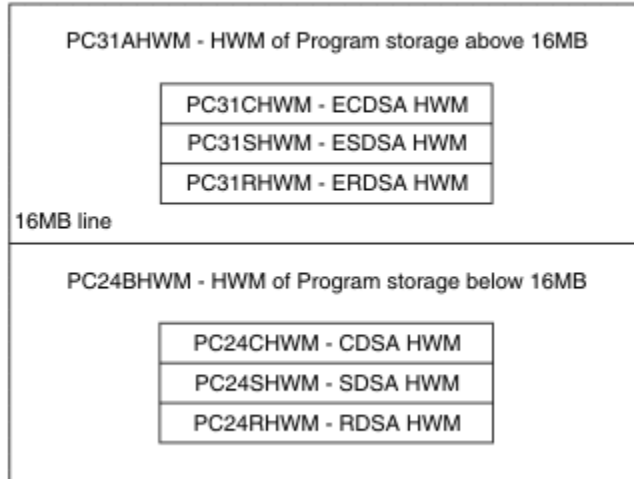 PC31AHWM - HWM of Program storage above 16MB
PC31CHWM - ECDSA HWM
PC31SHWM - ESDSA HWM
PC31RHWM - ERDSA HWM
16MB line
PC24BHWM - HWM of Program storage below 16MB
PC24CHWM - CDSA HWM
PC24SHWM - SDSA HWM
PC24RHWM - RDSA HWM